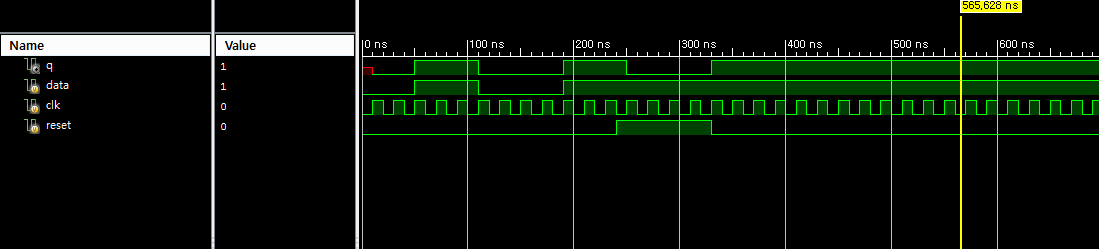 565,628 ns
Name Value
0 ns 100 ns 200 ns 300 ns 400 ns 500 ns 600 ns
q 1
data 1
clk 0
reset 0